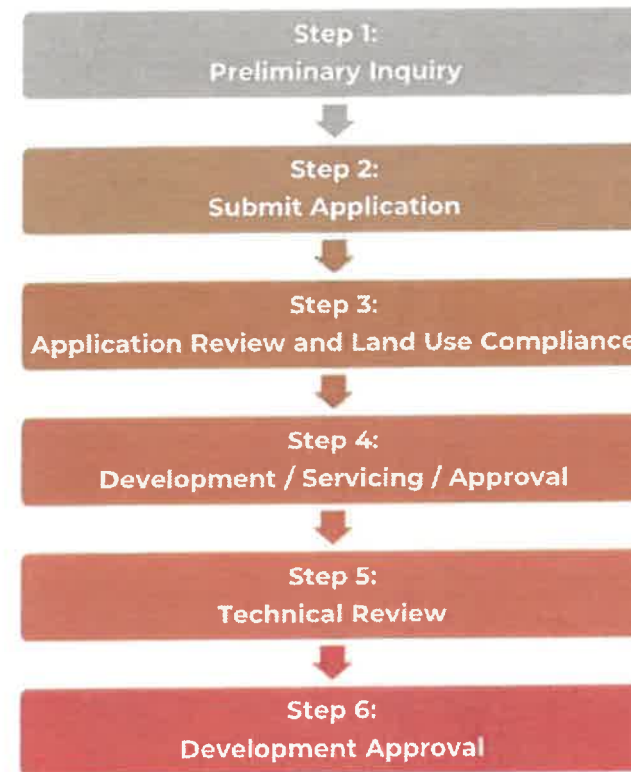 Step 1:
Preliminary Inquiry
Step 2:
Submit Application
Step 3:
Application Review and Land Use Compliance
Step 4:
Development / Servicing / Approval
Step 5:
Technical Review
Step 6:
Development Approval